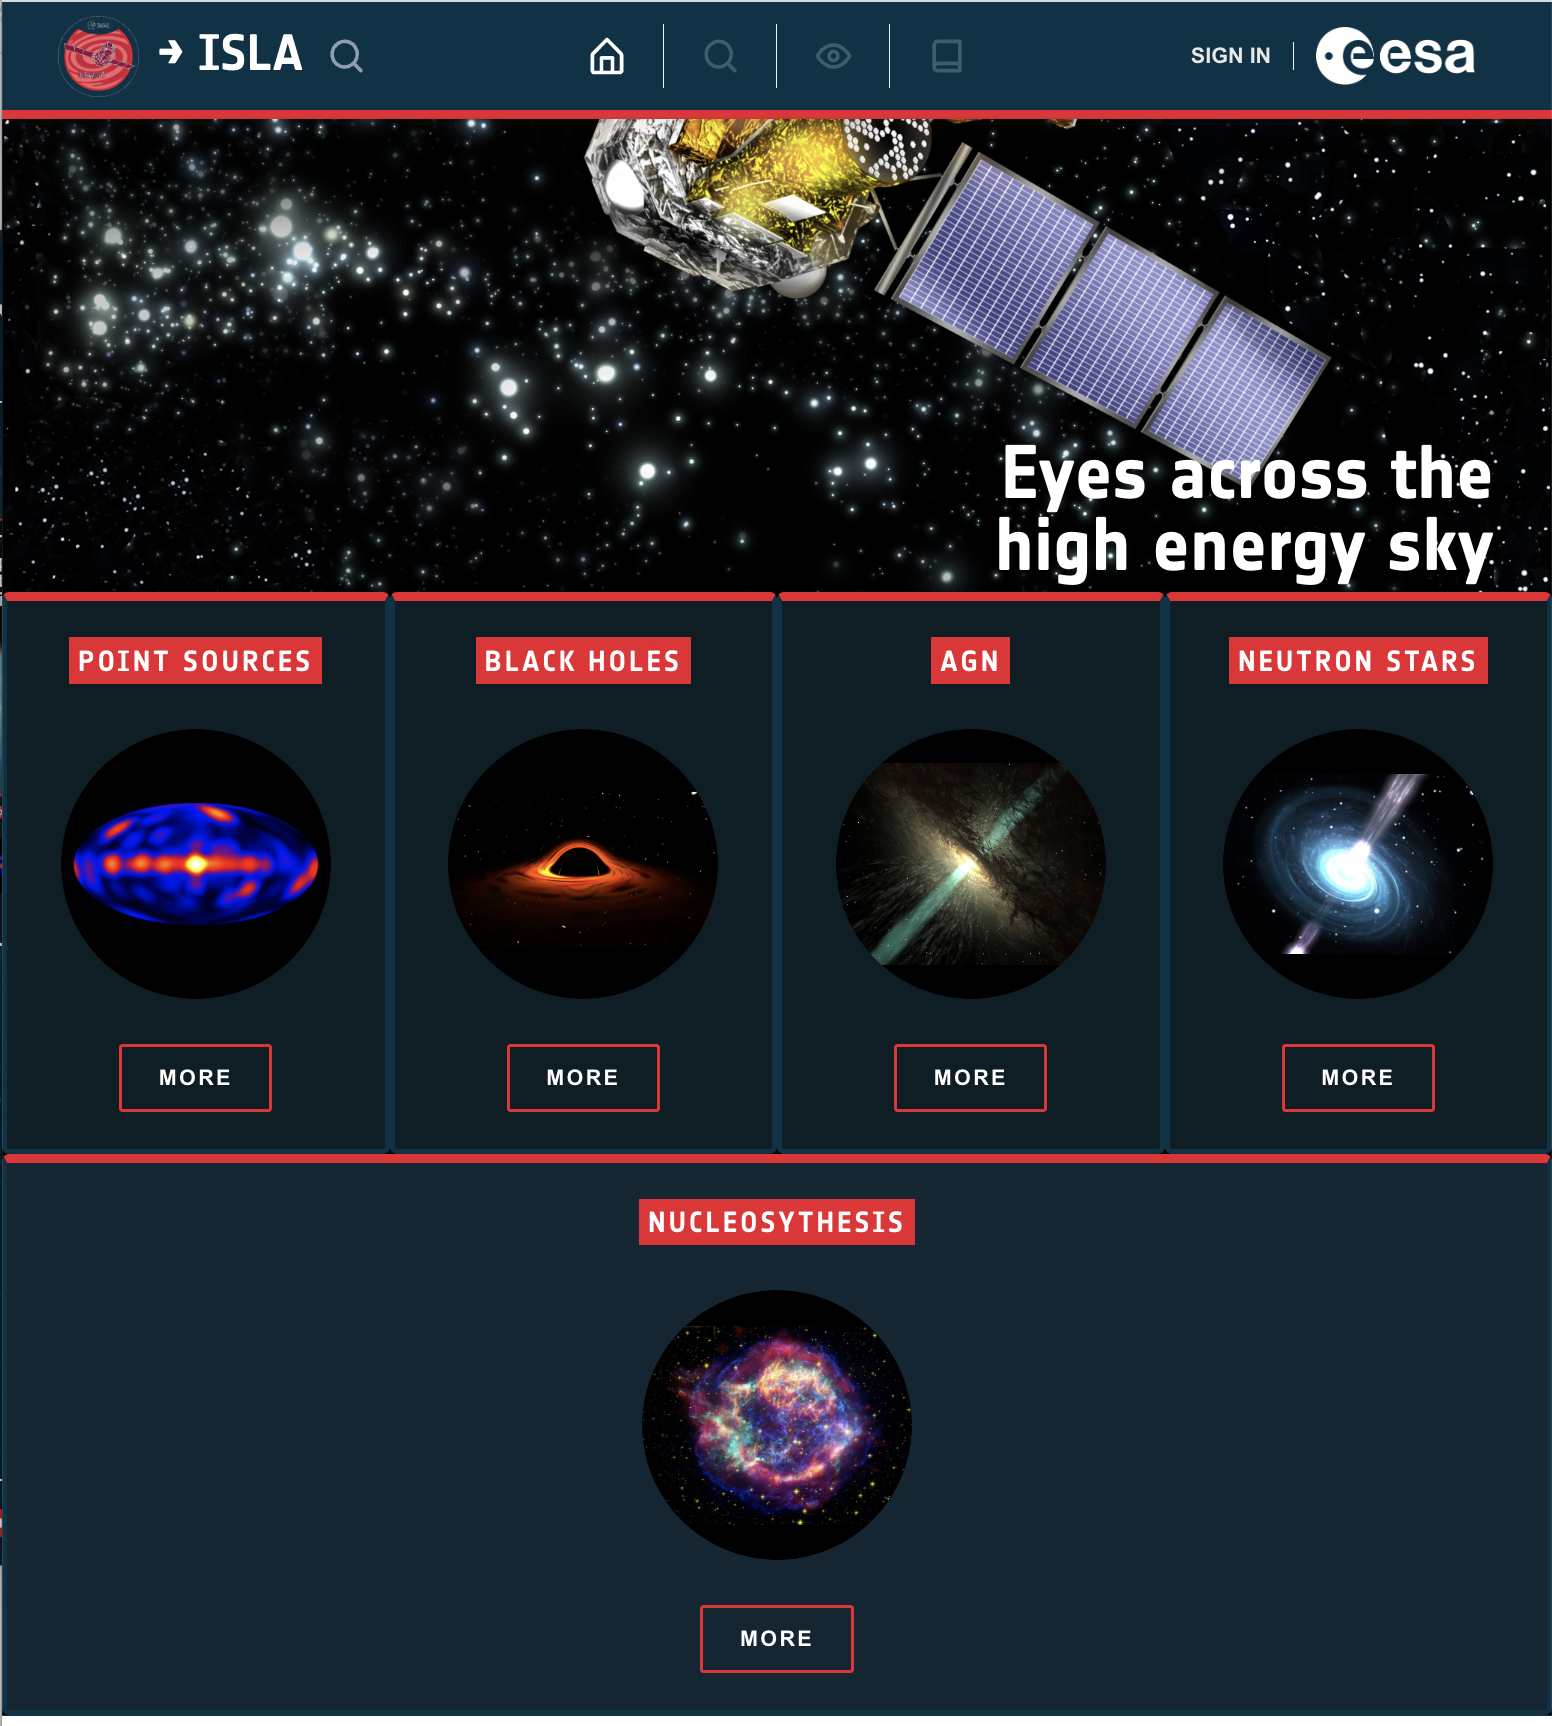 ➔ ISLA
SIGN IN
esa
Eyes across the
high energy sky
POINT SOURCES
BLACK HOLES
AGN
NEUTRON STARS
MORE
MORE
MORE
MORE
NUCLEOSYTHESIS
MORE